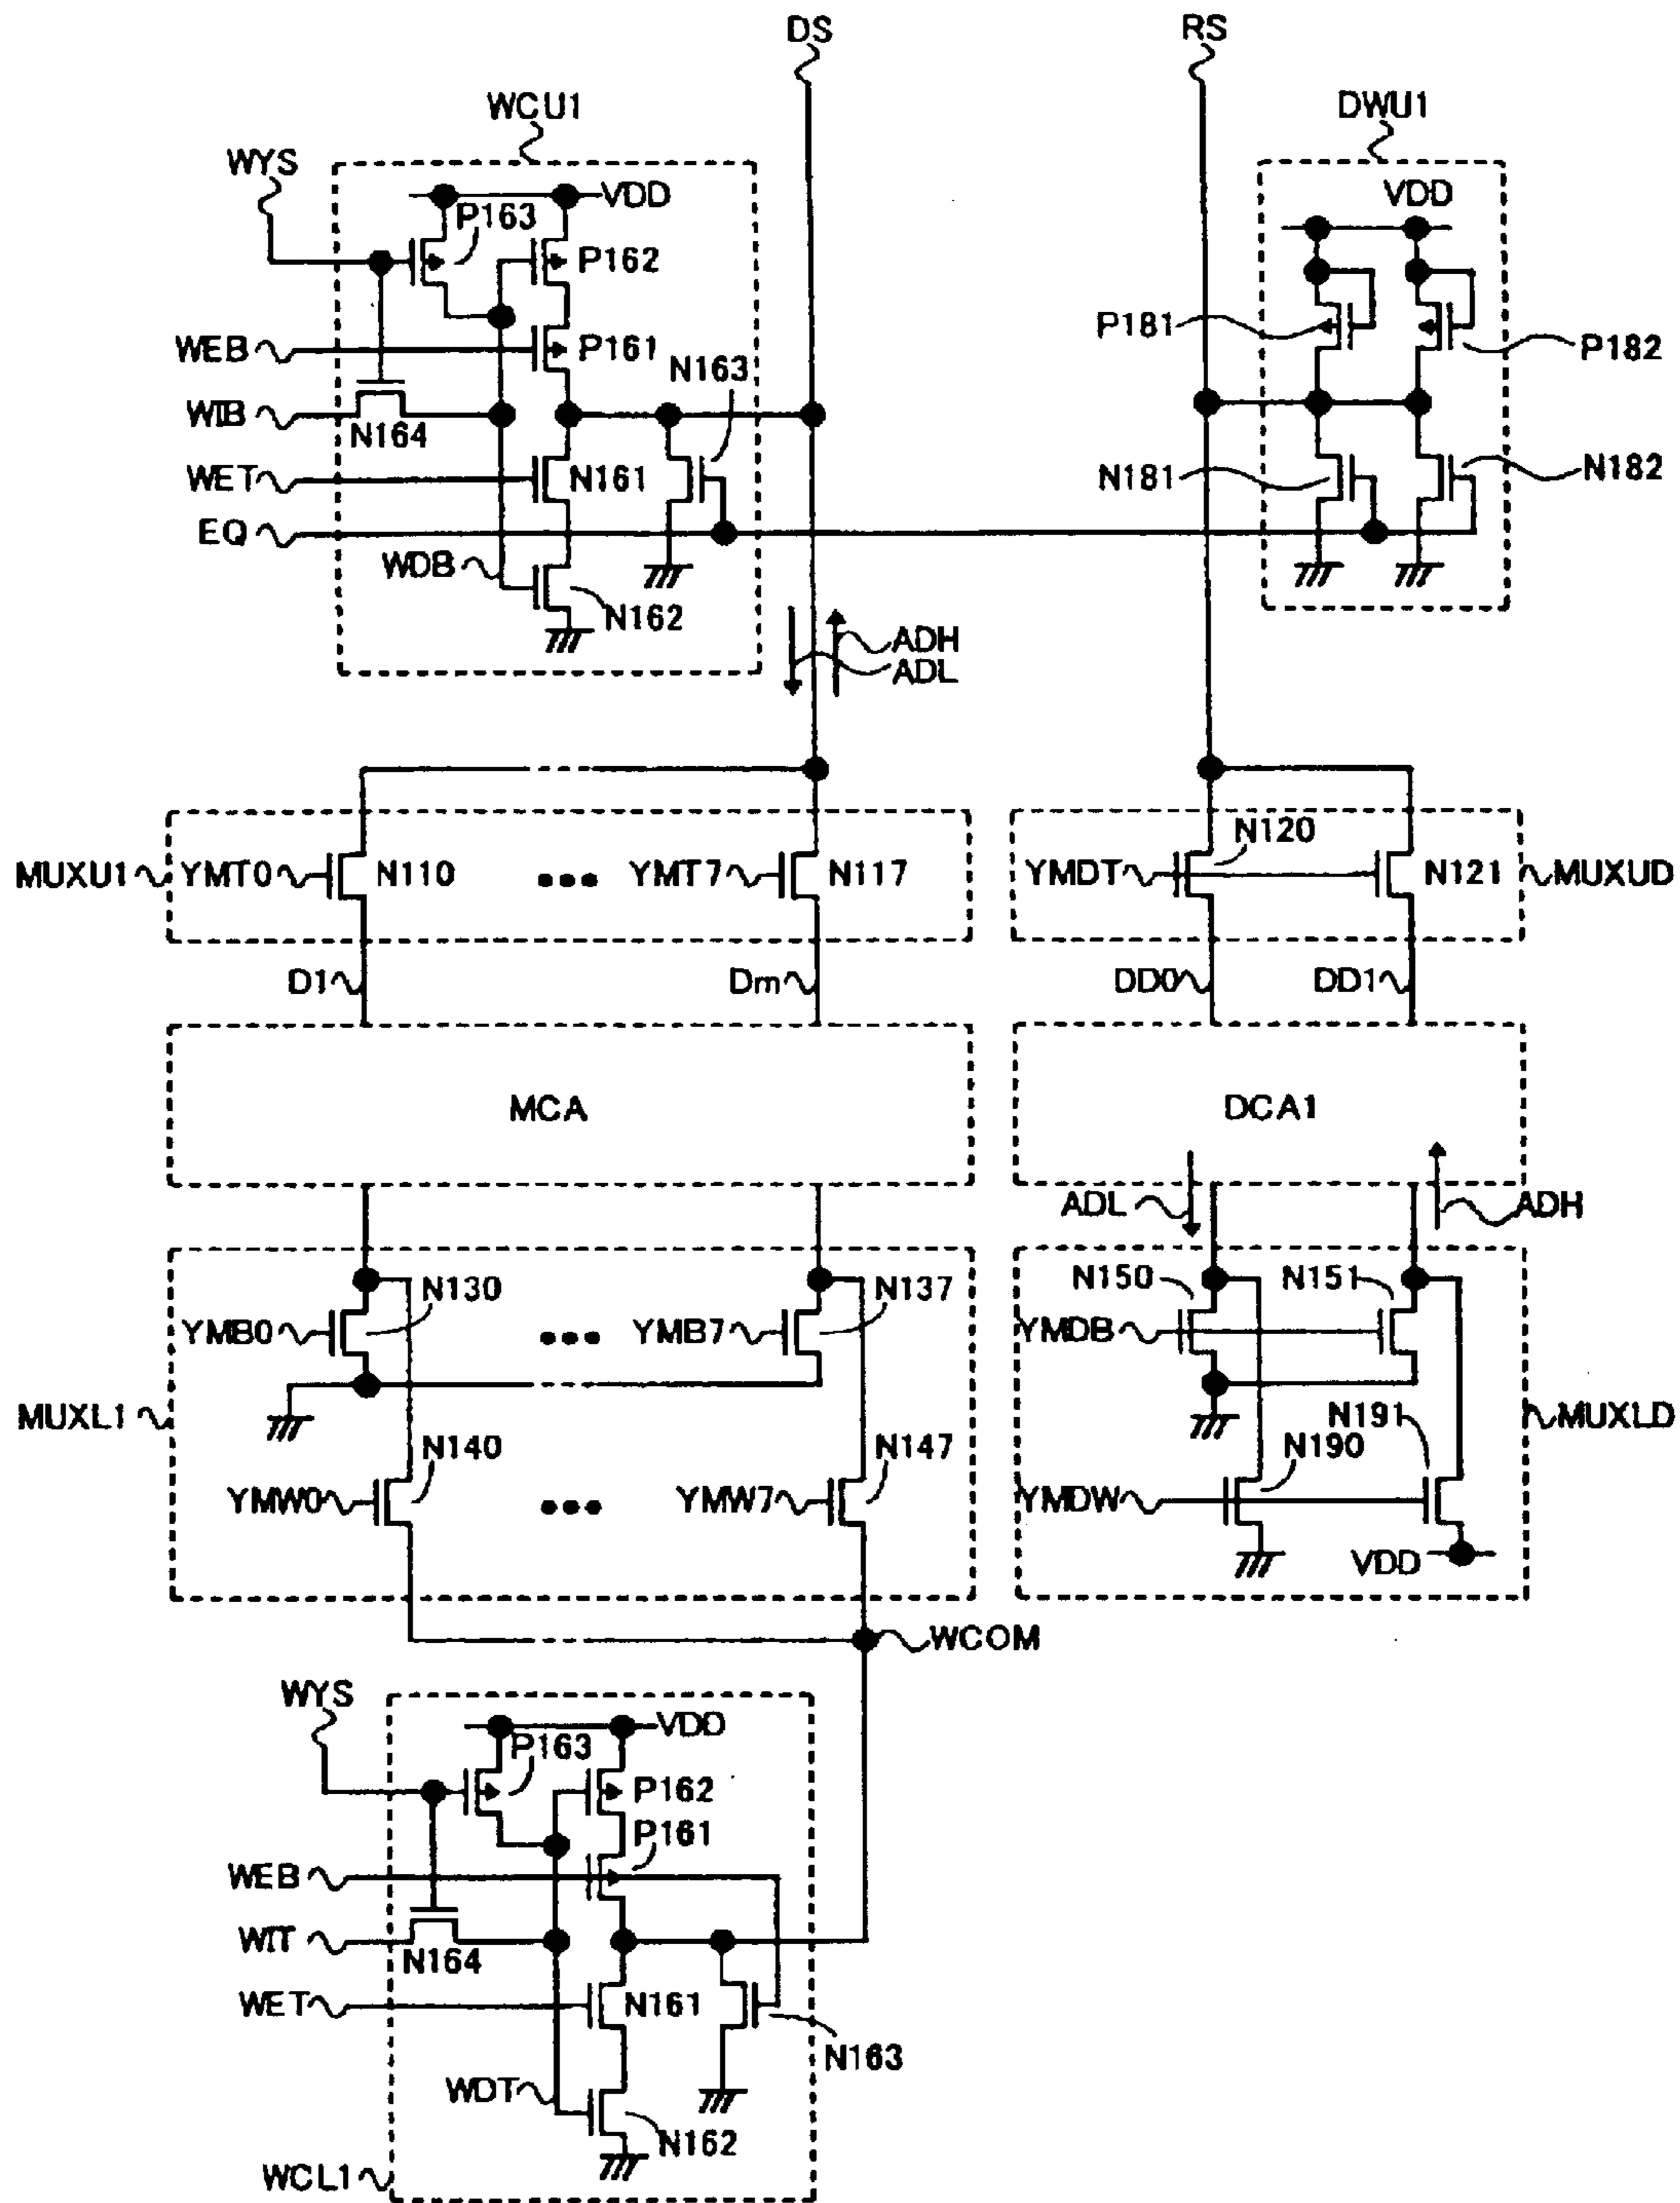 DS
RS
WCU1
DWU1
WYS
VDD
P163
P162
VDD
WEB
P161
N163
P181
P182
WIB
N164
WET
N161
N181
N182
EQ
WDB
N162
ADH
ADL
MUXU1
YMT0
N110
•••
YMT7
N117
YMDT
N120
N121
MUXUD
D1
Dm
DD0
DD1
MCA
DCA1
ADL
ADH
N130
N137
N150
N151
YMB0
•••
YMB7
YMDB
MUXL1
N140
N147
N191
N190
MUXLD
YMW0
•••
YMW7
YMDW
VDD
WCOM
WYS
VDD
P163
P162
P161
WEB
WIT
N164
WET
N161
N163
WDT
N162
WCL1